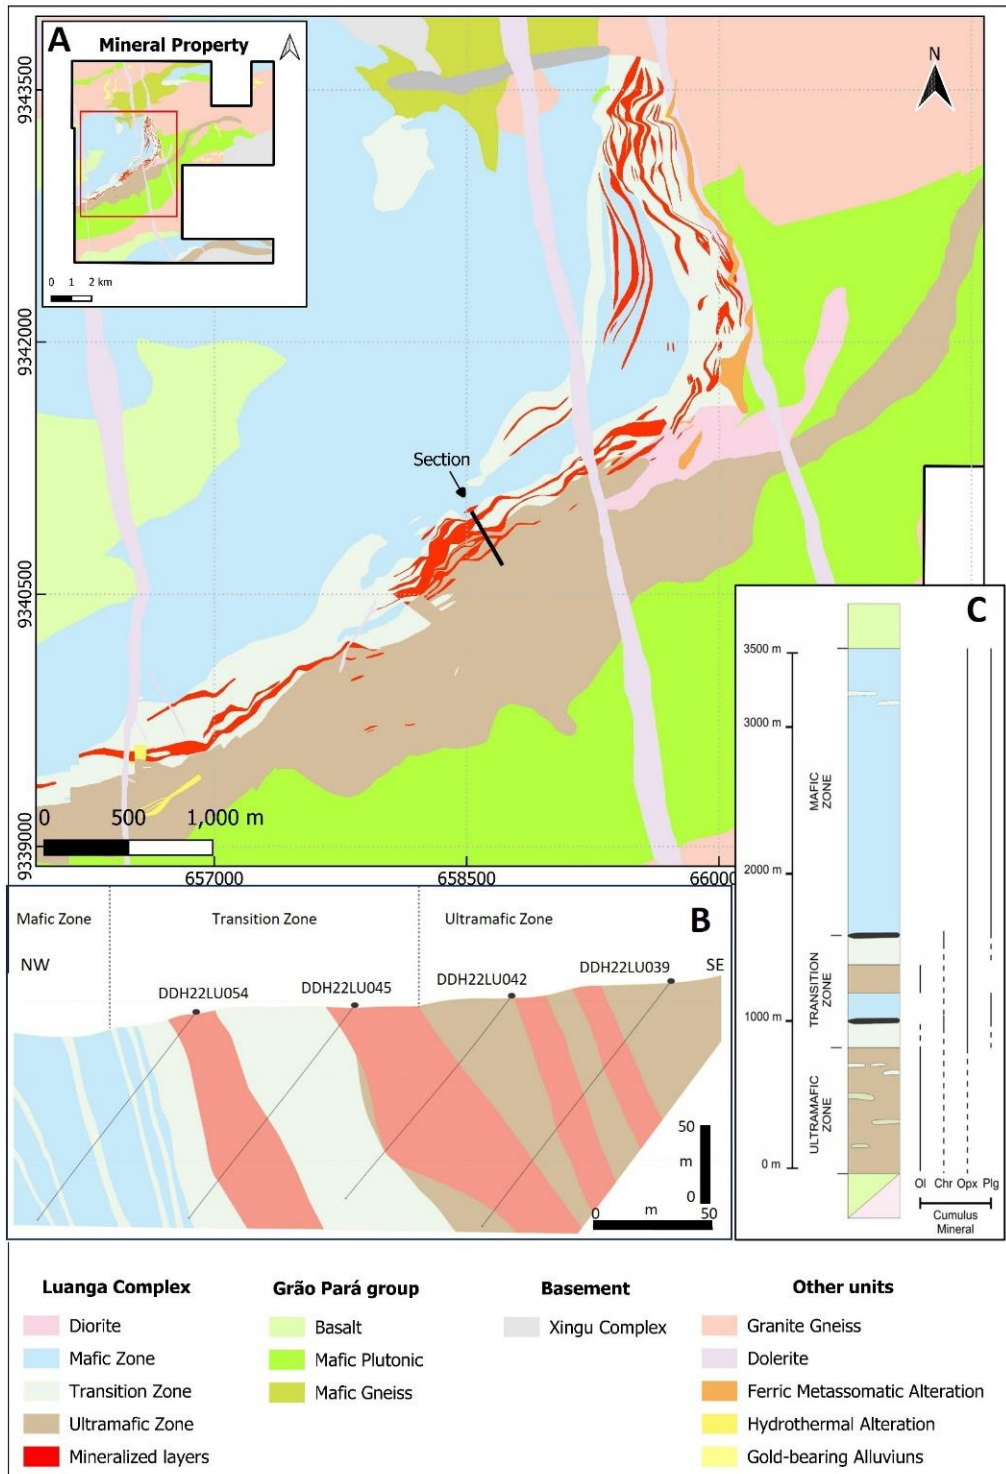 A
Mineral Property
0 1 2 km
N
9343500
9342000
9340500
9339000
Section
0 500 1,000 m
657000 658500 66000
B
Mafic Zone Transition Zone Ultramafic Zone
NW
SE
DDH22LU054
DDH22LU045
DDH22LU042
DDH22LU039
50
m
0
0 m 50
C
3500 m
3000 m
2000 m
1000 m
0 m
MAFIC
ZONE
TRANSITION
ZONE
ULTRAMAFIC
ZONE
Ol Chr Opx Plg
Cumulus
Mineral
Luanga Complex
Diorite
Mafic Zone
Transition Zone
Ultramafic Zone
Mineralized layers
Grão Pará group
Basalt
Mafic Plutonic
Mafic Gneiss
Basement
Xingu Complex
Other units
Granite Gneiss
Dolerite
Ferric Metassomatic Alteration
Hydrothermal Alteration
Gold-bearing Alluviuns